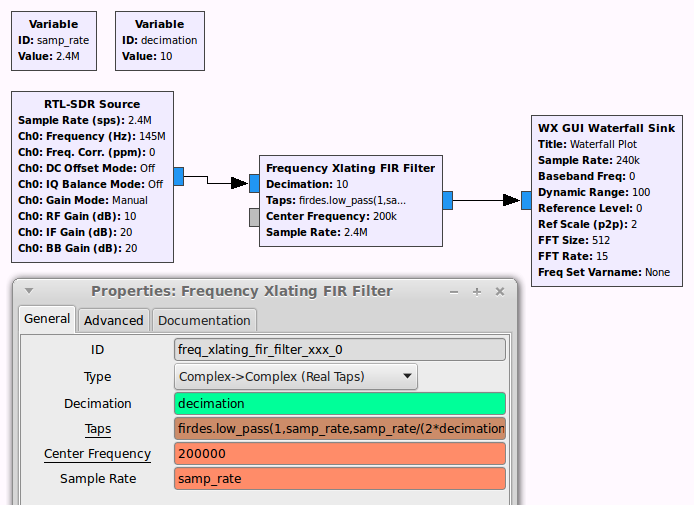 Variable
ID: samp_rate
Value: 2.4M
Variable
ID: decimation
Value: 10
RTL-SDR Source
Sample Rate (sps): 2.4M
Ch0: Frequency (Hz): 145M
Ch0: Freq. Corr. (ppm): 0
Ch0: DC Offset Mode: Off
Ch0: IQ Balance Mode: Off
Ch0: Gain Mode: Manual
Ch0: RF Gain (dB): 10
Ch0: IF Gain (dB): 20
Ch0: BB Gain (dB): 20
Frequency Xlating FIR Filter
Decimation: 10
Taps: firdes.low_pass(1,sa...
Center Frequency: 200k
Sample Rate: 2.4M
WX GUI Waterfall Sink
Title: Waterfall Plot
Sample Rate: 240k
Baseband Freq: 0
Dynamic Range: 100
Reference Level: 0
Ref Scale (p2p): 2
FFT Size: 512
FFT Rate: 15
Freq Set Varname: None
Properties: Frequency Xlating FIR Filter
General Advanced Documentation
ID freq_xlating_fir_filter_xxx_0
Type Complex->Complex (Real Taps)
Decimation decimation
Taps firdes.low_pass(1,samp_rate,samp_rate/(2*decimation
Center Frequency 200000
Sample Rate samp_rate